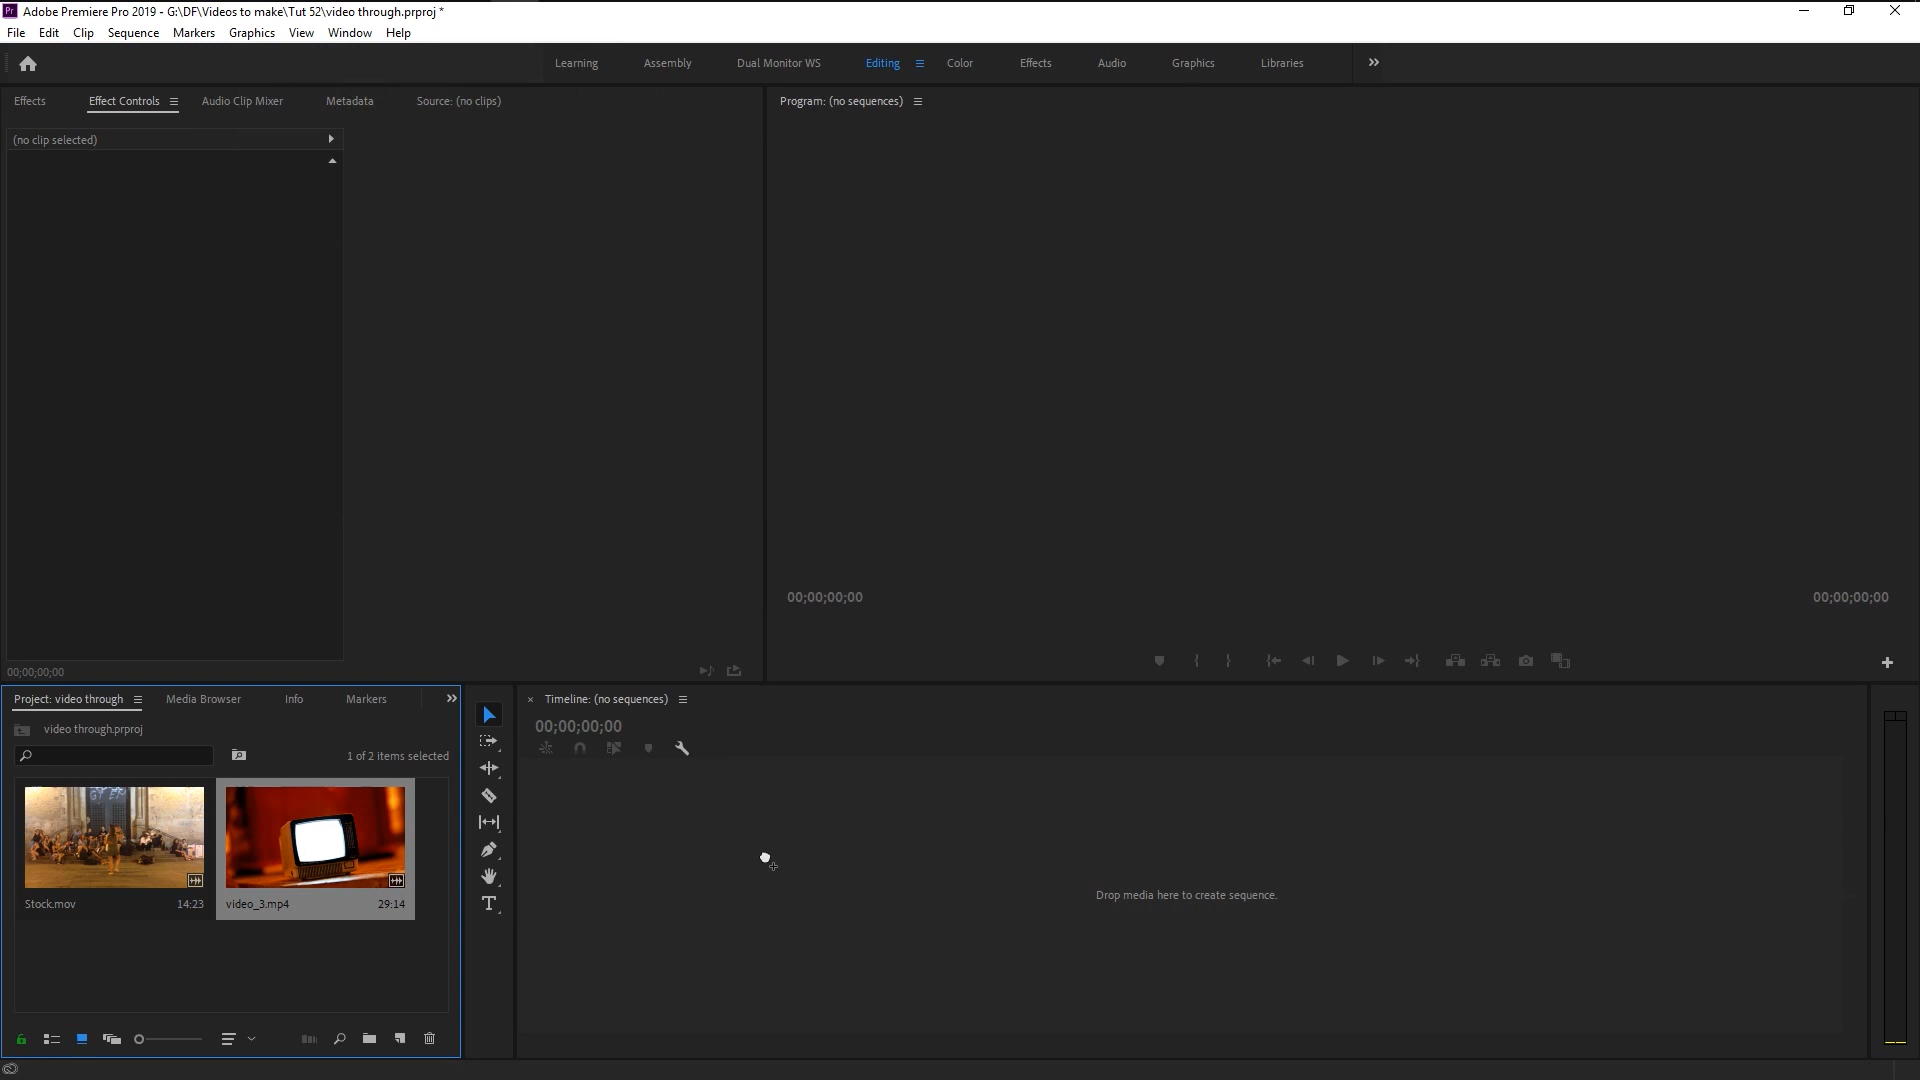 Pr Adobe Premiere Pro 2019 - G:\DF\Videos to make\Tut 52\video through.prproj *
File Edit Clip Sequence Markers Graphics View Window Help
Learning Assembly Dual Monitor WS Editing Color Effects Audio Graphics Libraries
Effects Effect Controls Audio Clip Mixer Metadata Source: (no clips)
Program: (no sequences)
(no clip selected)
00;00;00;00 00;00;00;00
00;00;00;00
Project: video through Media Browser Info Markers
Timeline: (no sequences)
video through.prproj
00;00;00;00
1 of 2 items selected
Drop media here to create sequence.
Stock.mov 14:23 video_3.mp4 29:14